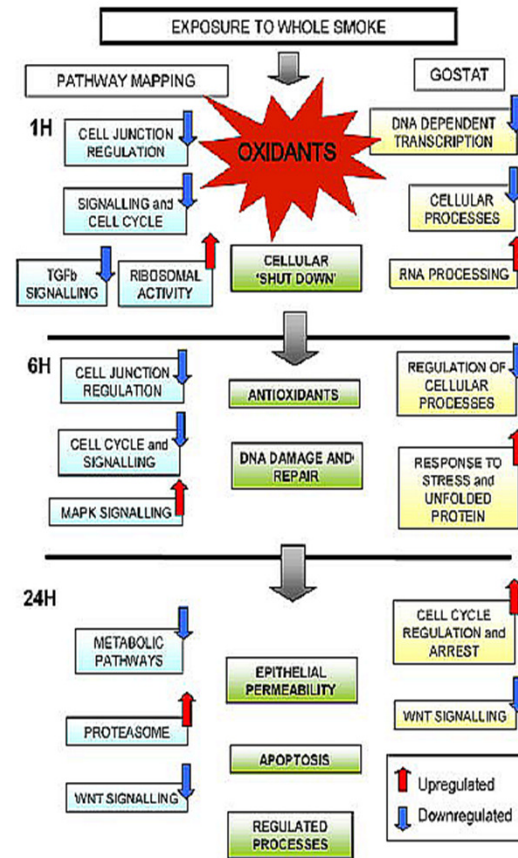 EXPOSURE TO WHOLE SMOKE
PATHWAY MAPPING
GOSTAT
1H
CELL JUNCTION
REGULATION
OXIDANTS
DNA DEPENDENT
TRANSCRIPTION
SIGNALLING and
CELL CYCLE
CELLULAR
PROCESSES
TGFb
SIGNALLING
RIBOSOMAL
ACTIVITY
CELLULAR
'SHUT DOWN'
RNA PROCESSING
6H
CELL JUNCTION
REGULATION
ANTIOXIDANTS
REGULATION OF
CELLULAR
PROCESSES
CELL CYCLE and
SIGNALLING
DNA DAMAGE AND
REPAIR
RESPONSE TO
STRESS and
UNFOLDED
PROTEIN
MAPK SIGNALLING
24H
METABOLIC
PATHWAYS
CELL CYCLE
REGULATION and
ARREST
EPITHELIAL
PERMEABILITY
PROTEASOME
WNT SIGNALLING
APOPTOSIS
WNT SIGNALLING
REGULATED
PROCESSES
Upregulated
Downregulated